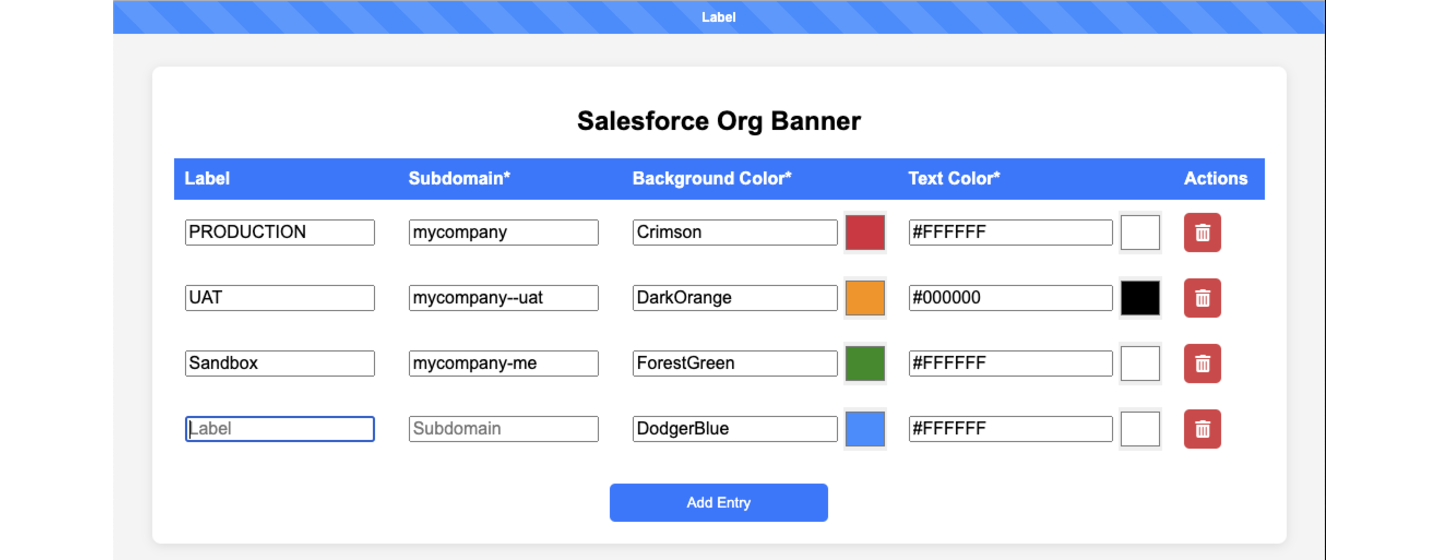 Label
Salesforce Org Banner
Label Subdomain* Background Color* Text Color* Actions
PRODUCTION mycompany Crimson #FFFFFF
UAT mycompany--uat DarkOrange #000000
Sandbox mycompany-me ForestGreen #FFFFFF
Label Subdomain DodgerBlue #FFFFFF
Add Entry